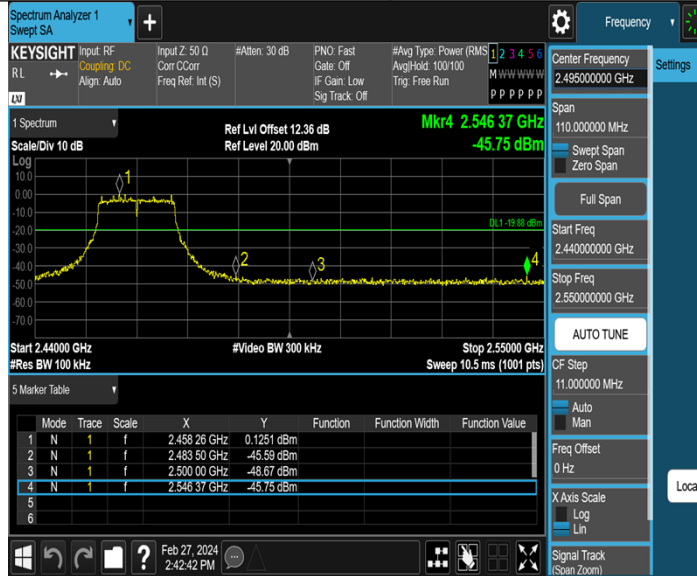 Spectrum Analyzer 1
Swept SA
+
Frequency
KEYSIGHT
RL
LXI
Input: RF
Coupling: DC
Align: Auto
Input Z: 50 Ω
Corr CCorr
Freq Ref: Int (S)
#Atten: 30 dB
PNO: Fast
Gate: Off
IF Gain: Low
Sig Track: Off
#Avg Type: Power (RMS
Avg|Hold: 100/100
Trig: Free Run
1 2 3 4 5 6
M W W W W W
P P P P P P
1 Spectrum
Scale/Div 10 dB
Ref Lvl Offset 12.36 dB
Ref Level 20.00 dBm
Mkr4 2.546 37 GHz
-45.75 dBm
Log
10.0
0.00
-10.0
-20.0
-30.0
-40.0
-50.0
-60.0
-70.0
1
2
3
4
DL1 -19.88 dBm
Start 2.44000 GHz
#Res BW 100 kHz
#Video BW 300 kHz
Stop 2.55000 GHz
Sweep 10.5 ms (1001 pts)
5 Marker Table
Mode Trace Scale X Y Function Function Width Function Value
1 N 1 f 2.458 26 GHz 0.1251 dBm
2 N 1 f 2.483 50 GHz -45.59 dBm
3 N 1 f 2.500 00 GHz -48.67 dBm
4 N 1 f 2.546 37 GHz -45.75 dBm
5
6
Feb 27, 2024
2:42:42 PM
?
Center Frequency
2.495000000 GHz
Span
110.000000 MHz
Swept Span
Zero Span
Full Span
Start Freq
2.440000000 GHz
Stop Freq
2.550000000 GHz
AUTO TUNE
CF Step
11.000000 MHz
Auto
Man
Freq Offset
0 Hz
X Axis Scale
Log
Lin
Signal Track
(Span Zoom)
Settings
Loca